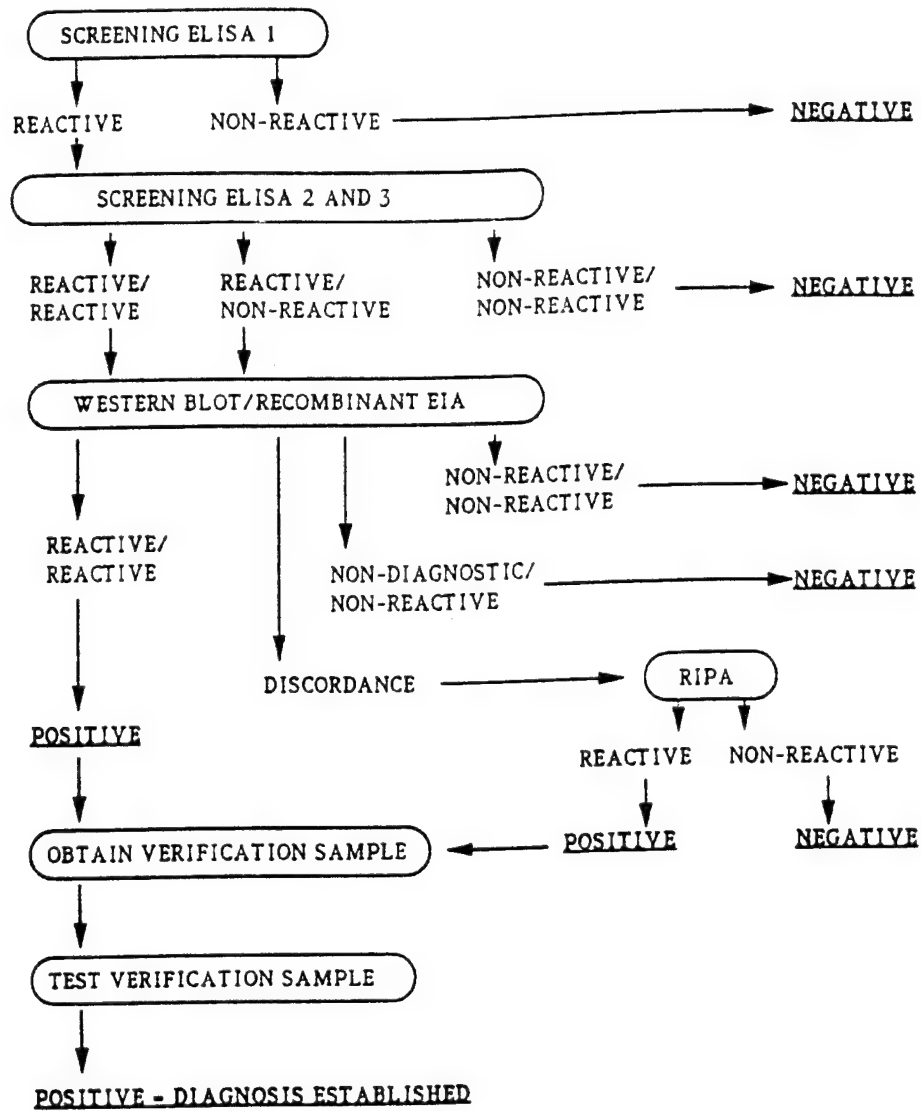 SCREENING ELISA 1
REACTIVE
NON-REACTIVE
NEGATIVE
SCREENING ELISA 2 AND 3
REACTIVE/
REACTIVE
REACTIVE/
NON-REACTIVE
NON-REACTIVE/
NON-REACTIVE
NEGATIVE
WESTERN BLOT/RECOMBINANT EIA
NON-REACTIVE/
NON-REACTIVE
NEGATIVE
REACTIVE/
REACTIVE
NON-DIAGNOSTIC/
NON-REACTIVE
NEGATIVE
DISCORDANCE
RIPA
POSITIVE
REACTIVE
NON-REACTIVE
OBTAIN VERIFICATION SAMPLE
POSITIVE
NEGATIVE
TEST VERIFICATION SAMPLE
POSITIVE - DIAGNOSIS ESTABLISHED